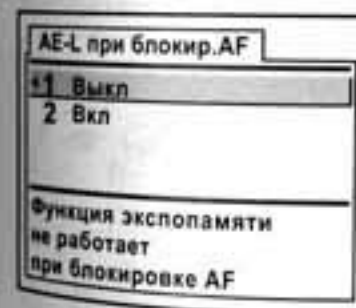 AE-L при блокир.AF
•1 Выкл
2 Вкл
Функция экспопамяти
не работает
при блокировке AF